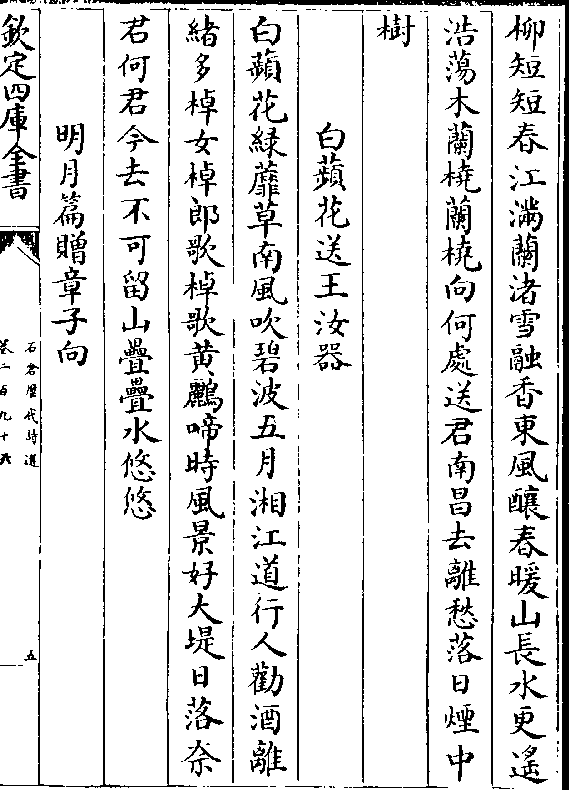 柳短短春江滿蘭渚雪融香東風釀春暖山長水更遙
浩蕩木蘭橈蘭橈向何處送君南昌去離愁落日煙中
樹
白蘋花送王汝器
白蘋花綠蘼草南風吹碧波五月湘江道行人勸酒離
緒多棹女棹郎歌棹歌黃鸝啼時風景好大堤日落奈
君何君今去不可留山疊疊水悠悠
明月篇贈章子向
欽定四庫全書
石倉歷代詩選
卷二百九十六
五